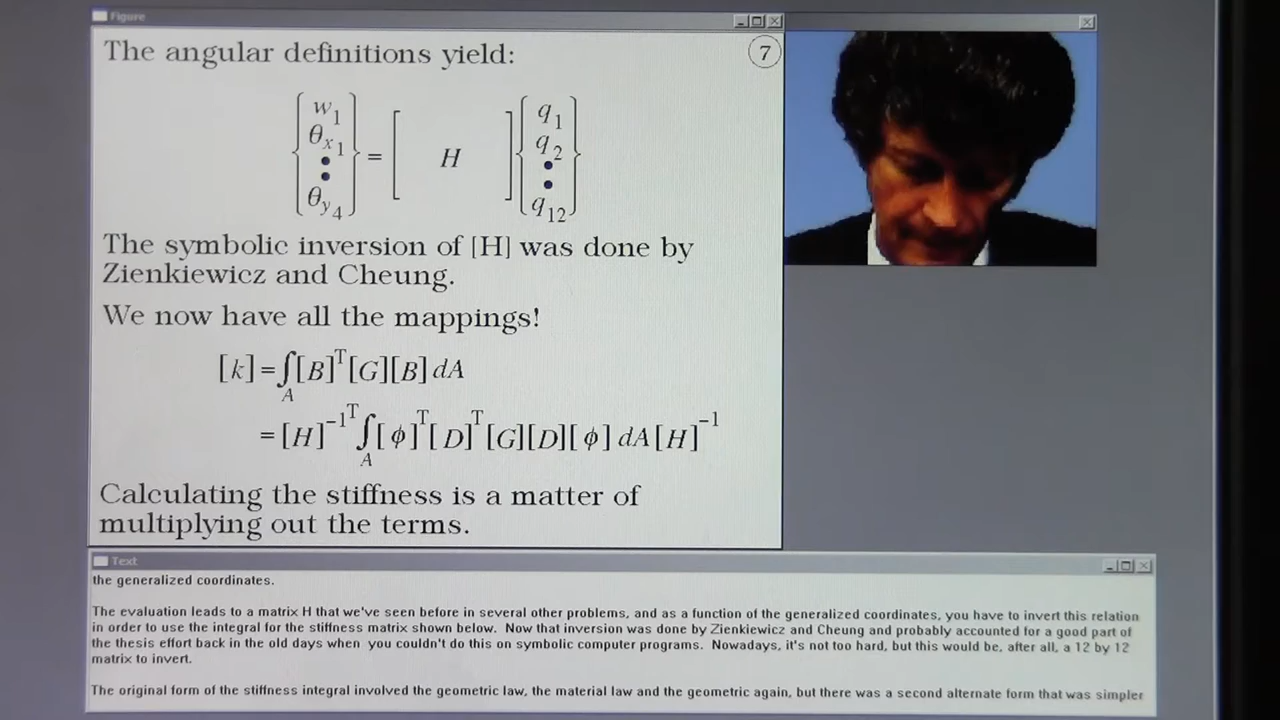 Figure
The angular definitions yield:
7
w1 θx1 θy4 = [ H ] q1 q2 q12
The symbolic inversion of [H] was done by
Zienkiewicz and Cheung.
We now have all the mappings!
[k] = ∫A [B]^T [G][B] dA
= [H]^-1^T ∫A [ϕ]^T [D]^T [G][D][ϕ] dA [H]^-1
Calculating the stiffness is a matter of
multiplying out the terms.
Text
the generalized coordinates.
The evaluation leads to a matrix H that we've seen before in several other problems, and as a function of the generalized coordinates, you have to invert this relation
in order to use the integral for the stiffness matrix shown below. Now that inversion was done by Zienkiewicz and Cheung and probably accounted for a good part of
the thesis effort back in the old days when you couldn't do this on symbolic computer programs. Nowadays, it's not too hard, but this would be, after all, a 12 by 12
matrix to invert.
The original form of the stiffness integral involved the geometric law, the material law and the geometric again, but there was a second alternate form that was simpler